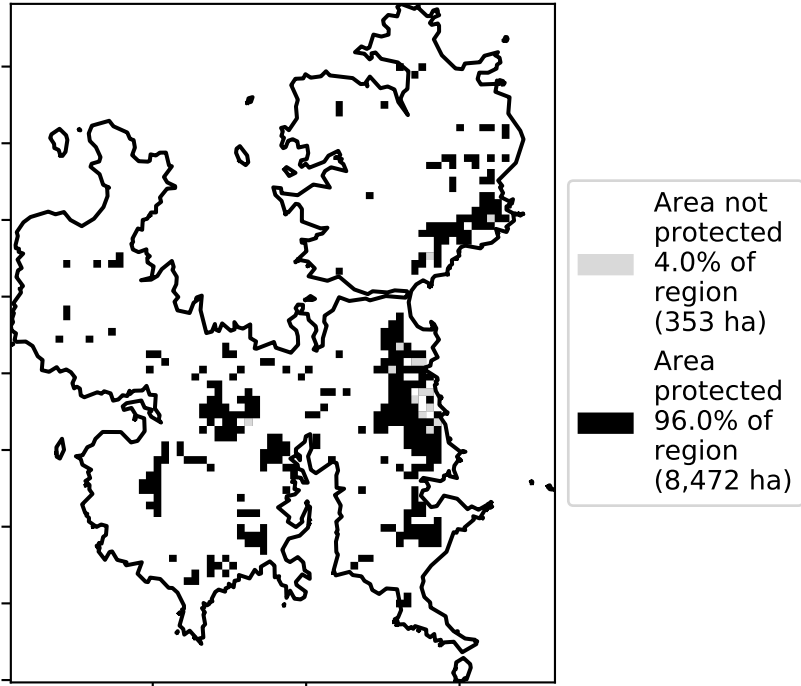 Area not
protected
4.0% of
region
(353 ha)
Area
protected
96.0% of
region
(8,472 ha)